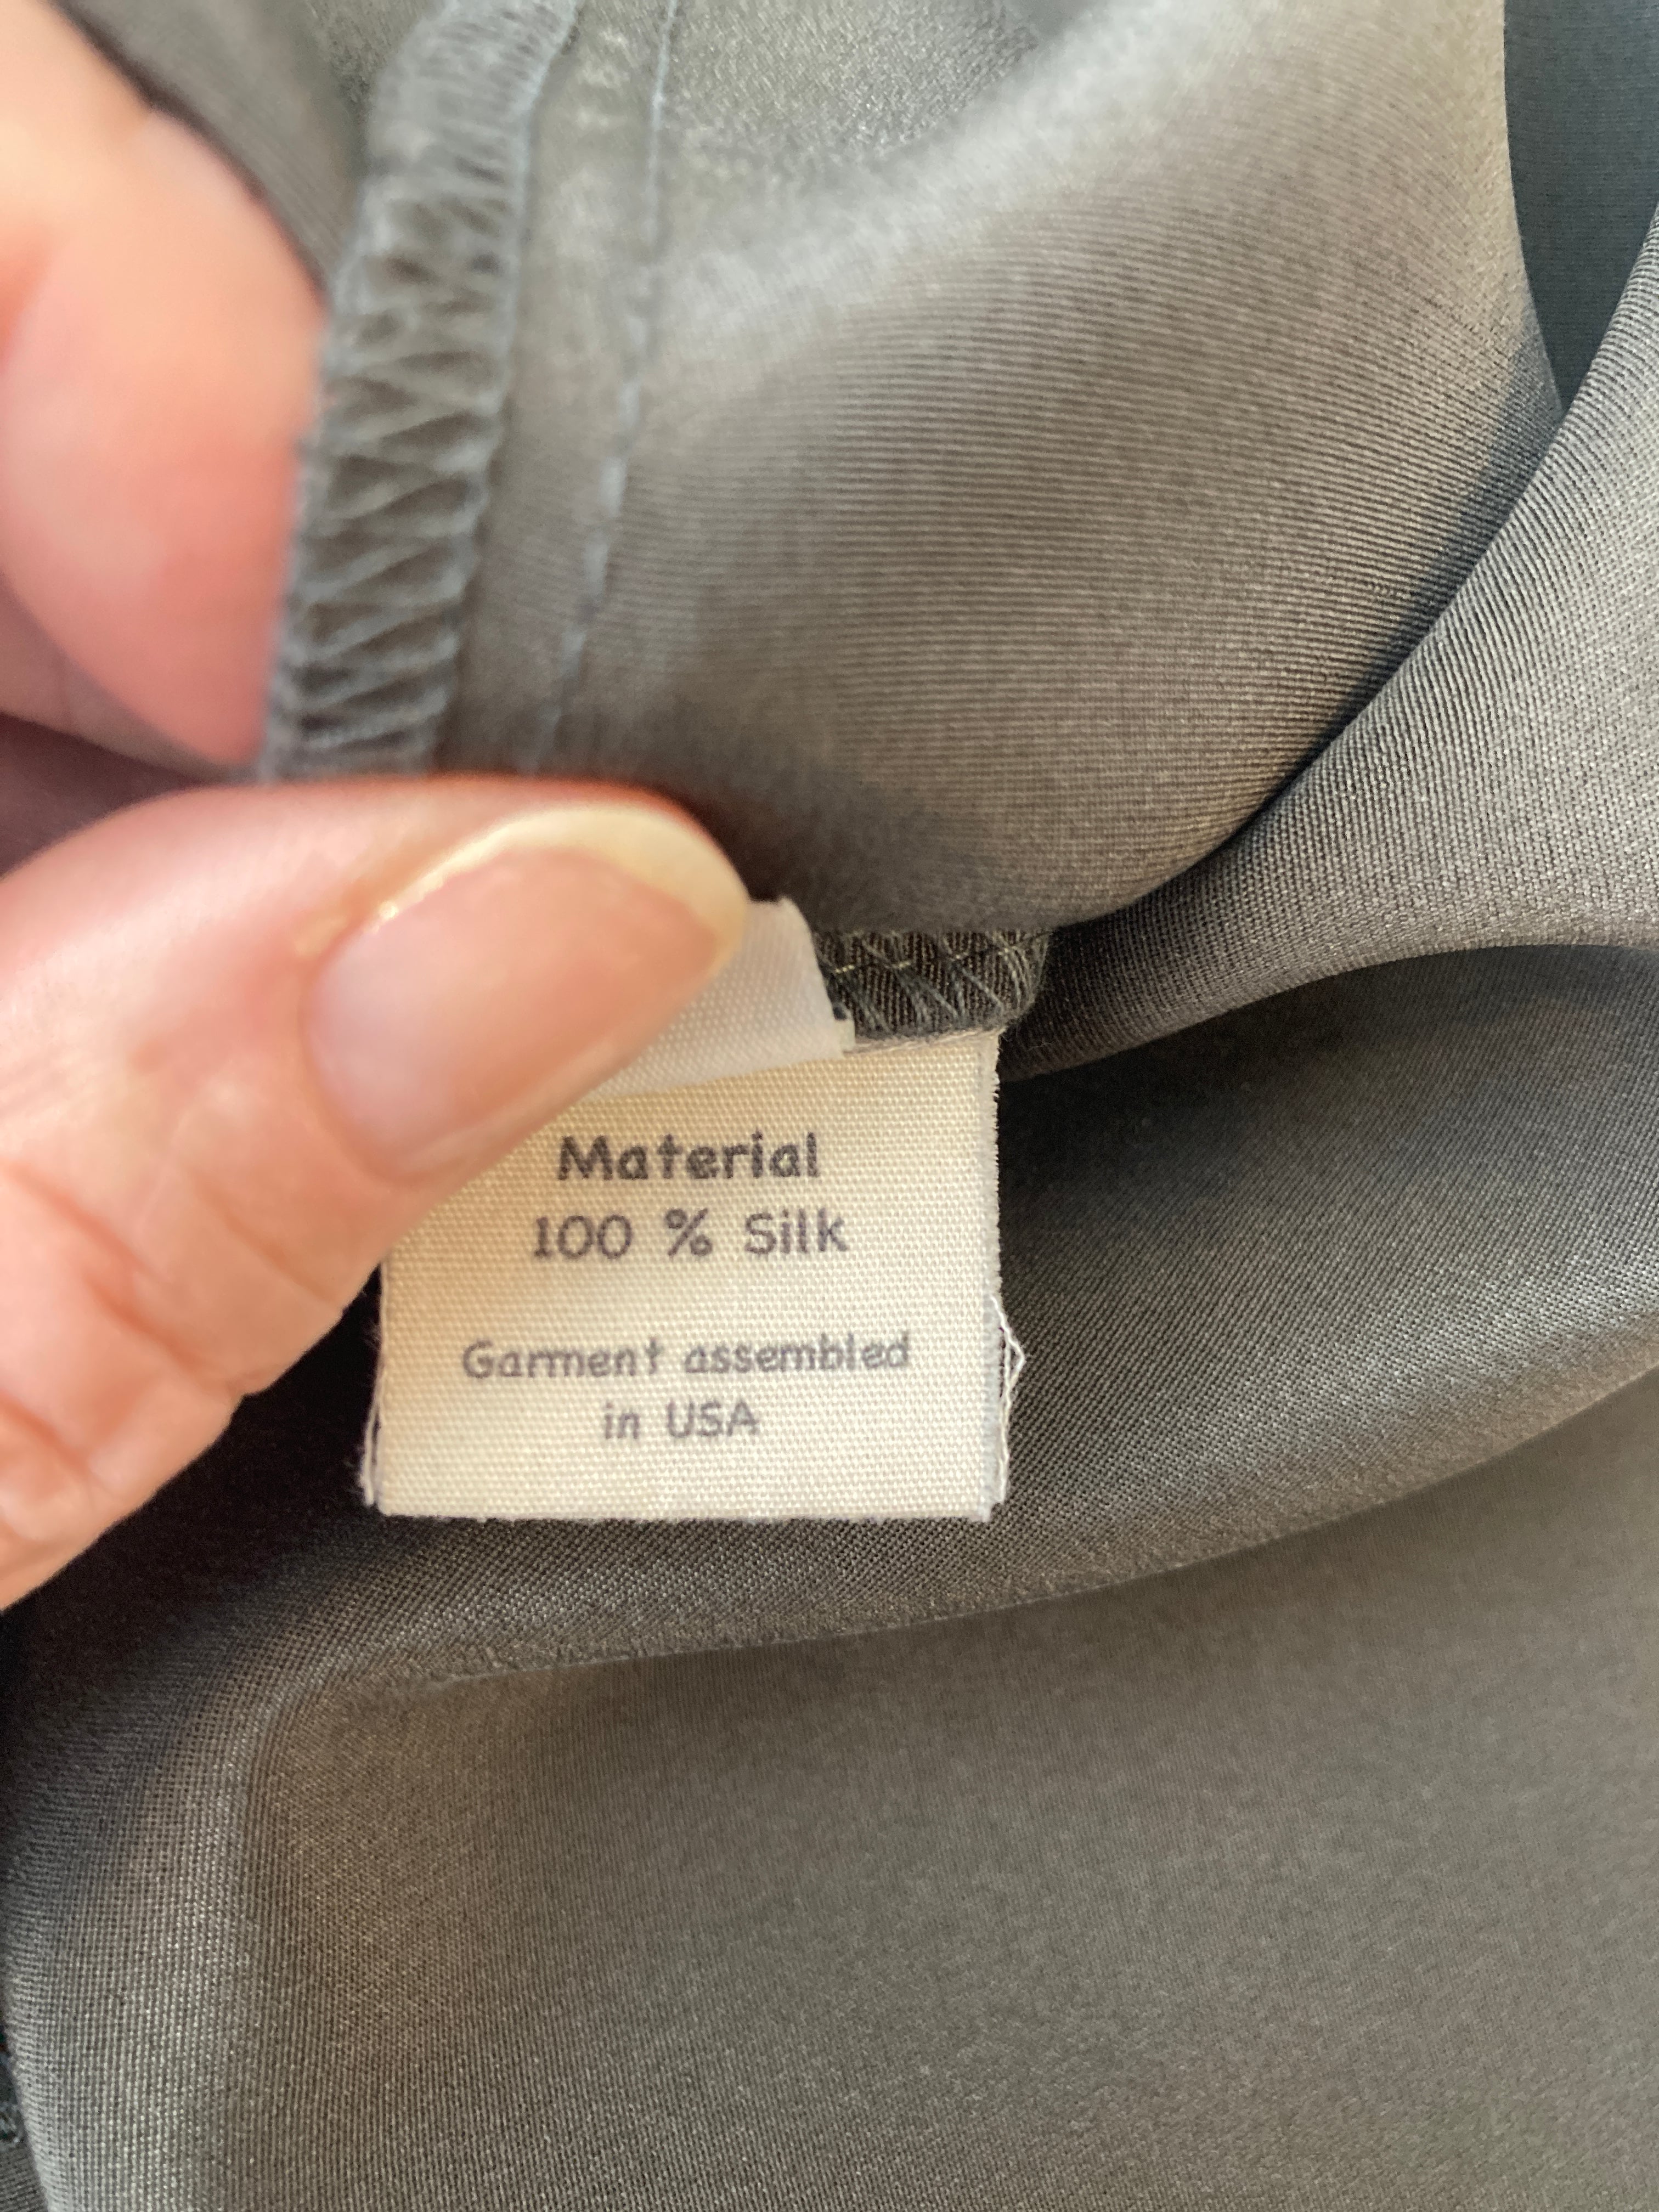 Material
100 % Silk
Garment assembled
in USA